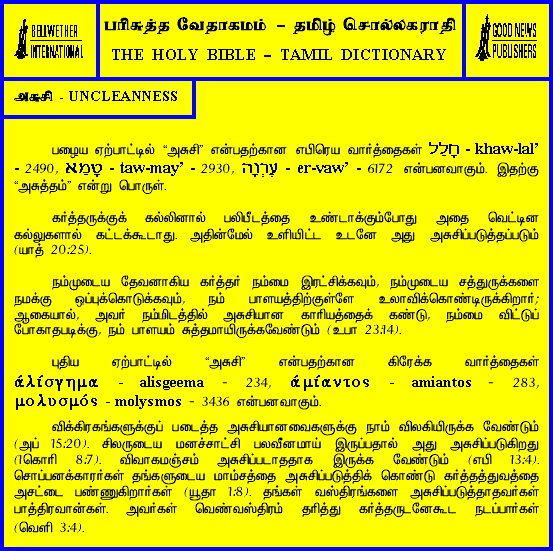 BELLWETHER
INTERNATIONAL
பரிசுத்த வேதாகமம் – தமிழ் சொல்லகராதி
THE HOLY BIBLE – TAMIL DICTIONARY
GOOD NEWS
PUBLISHERS
அசுசி - UNCLEANNESS
பழைய ஏற்பாட்டில் “அசுசி” என்பதற்கான எபிரெய வார்த்தைகள் חָלַל - khaw-lal’
- 2490, טָמֵא - taw-may’ - 2930, עֶרְוָה - er-vaw’ - 6172 என்பனவாகும். இதற்கு
“அசுத்தம்” என்று பொருள்.
கர்த்தருக்குக் கல்லினால் பலிபீடத்தை உண்டாக்கும்போது அதை வெட்டின
கல்லுகளால் கட்டக்கூடாது. அதின்மேல் உளியிட்ட உடனே அது அசுசிப்படுத்தப்படும்
(யாத் 20:25).
நம்முடைய தேவனாகிய கர்த்தர் நம்மை இரட்சிக்கவும், நம்முடைய சத்துருக்களை
நமக்கு ஒப்புக்கொடுக்கவும், நம் பாளயத்திற்குள்ளே உலாவிக்கொண்டிருக்கிறார்;
ஆகையால், அவர் நம்மிடத்தில் அசுசியான காரியத்தைக் கண்டு, நம்மை விட்டுப்
போகாதபடிக்கு, நம் பாளயம் சுத்தமாயிருக்கவேண்டும் (உபா 23:14).
புதிய ஏற்பாட்டில் “அசுசி” என்பதற்கான கிரேக்க வார்த்தைகள்
ἀλίσγημα - alisgeema - 234, ἀμίαντος - amiantos - 283,
μολυσμός - molysmos - 3436 என்பனவாகும்.
விக்கிரகங்களுக்குப் படைத்த அசுசியானவைகளுக்கு நாம் விலகியிருக்க வேண்டும்
(அப் 15:20). சிலருடைய மனச்சாட்சி பலவீனமாய் இருப்பதால் அது அசுசிப்படுகிறது
(1கொரி 8:7). விவாகமஞ்சம் அசுசிப்படாததாக இருக்க வேண்டும் (எபி 13:4).
சொப்பனக்காரர்கள் தங்களுடைய மாம்சத்தை அசுசிப்படுத்திக் கொண்டு கர்த்தத்துவத்தை
அசட்டை பண்ணுகிறார்கள் (யூதா 1:8). தங்கள் வஸ்திரங்களை அசுசிப்படுத்தாதவர்கள்
பாத்திரவான்கள். அவர்கள் வெண்வஸ்திரம் தரித்து கர்த்தருடனேகூட நடப்பார்கள்
(வெளி 3:4).